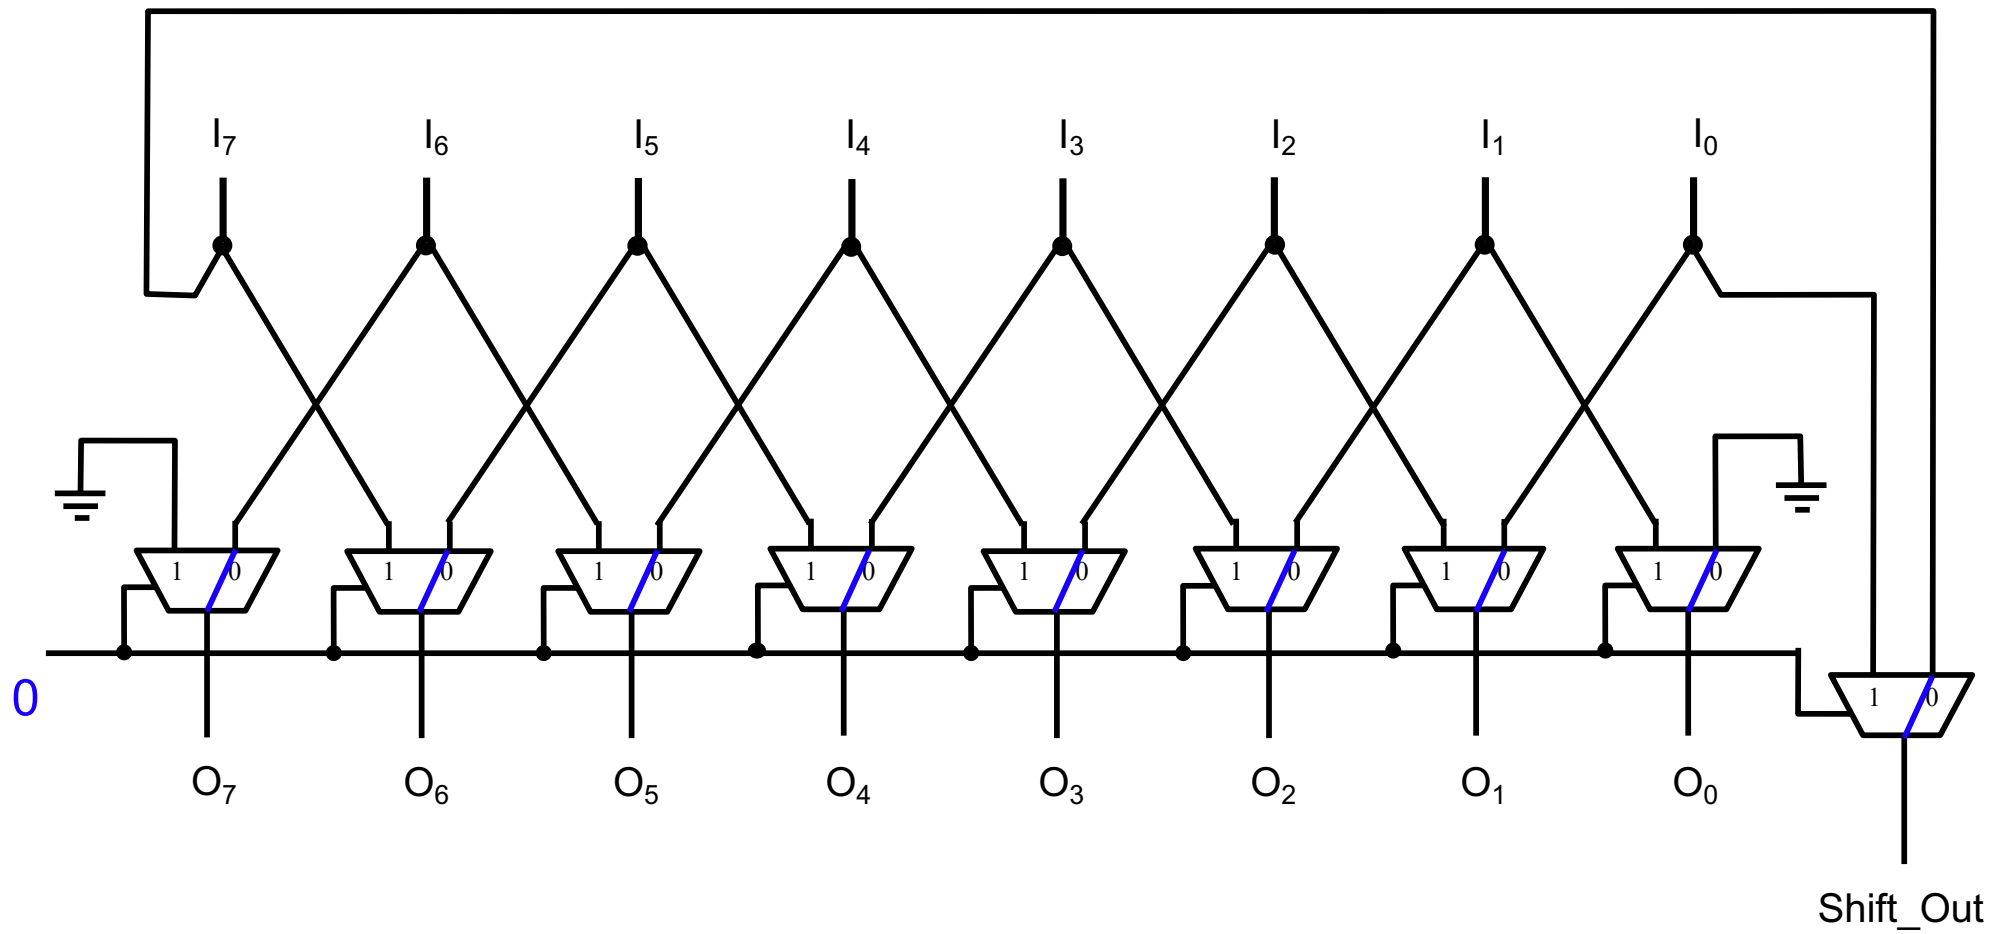 I₇ I₆ I₅ I₄ I₃ I₂ I₁ I₀
1 0 1 0 1 0 1 0 1 0 1 0 1 0 1 0
0 1 0
O₇ O₆ O₅ O₄ O₃ O₂ O₁ O₀
Shift_Out